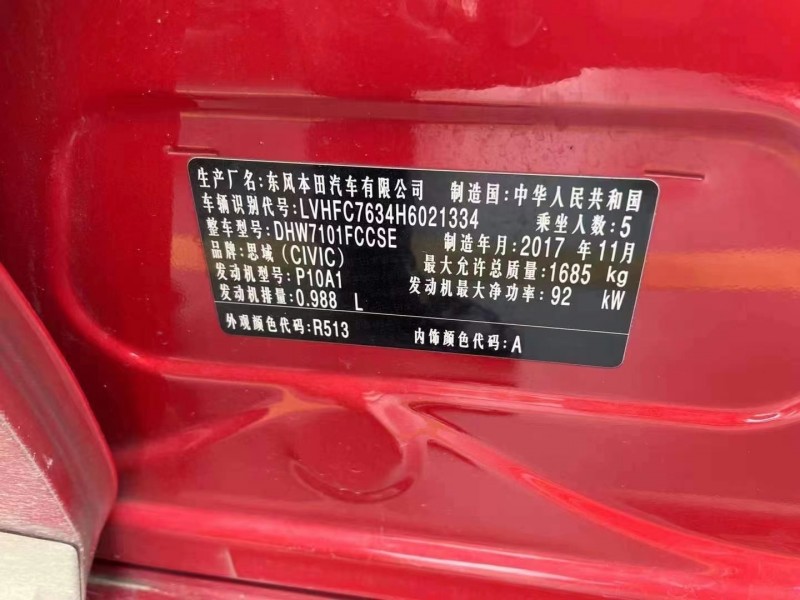 生产厂名:东风本田汽车有限公司 制造国:中华人民共和国
车辆识别代号:LVHFC7634H6021334 乘坐人数:5
整车型号:DHW7101FCCSE 制造年月:2017 年11月
品牌:思域(CIVIC) 最大允许总质量:1685 kg
发动机型号:P10A1 发动机最大净功率:92 kW
发动机排量:0.988 L
外观颜色代码:R513 内饰颜色代码:A